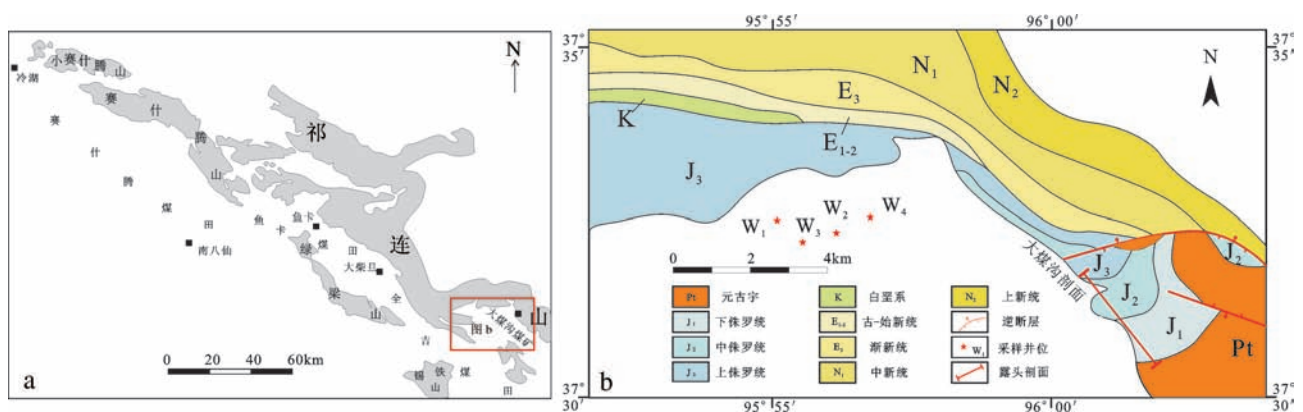 N
小赛什腾山
冷湖
赛什腾山
赛什腾煤田
祁连山
鱼卡
鱼卡煤田
南八仙
绿梁山
大柴旦
全吉煤田
大煤沟煤矿
图b
锡铁山
0 20 40 60km
a
95°55′
96°00′
37°
35′
37°
35′
N
N1
N2
E3
K
E1-2
J3
W1
W3
W2
W4
0 2 4km
大煤沟剖面
J3
J2
J2
J1
Pt
Pt 元古宇
K 白垩系
N2 上新统
J1 下侏罗统
E1-2 古-始新统
逆断层
J2 中侏罗统
E3 渐新统
W1 采样井位
J3 上侏罗统
N1 中新统
露头剖面
b
37°
30′
37°
30′
95°55′
96°00′